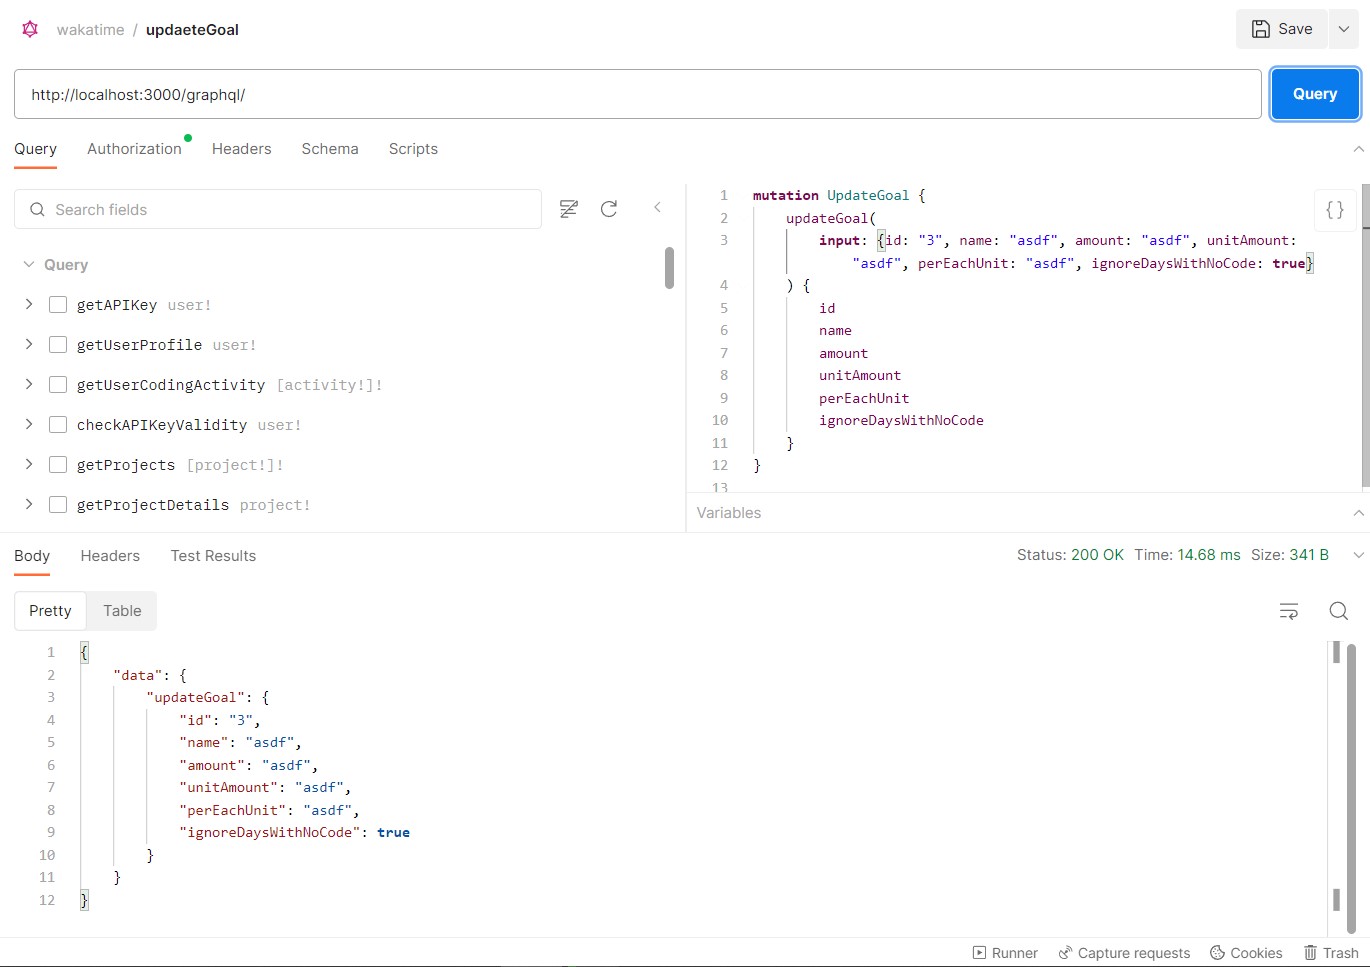 wakatime / updaeteGoal
Save
http://localhost:3000/graphql/
Query
Query Authorization Headers Schema Scripts
Search fields
Query
getAPIKey user!
getUserProfile user!
getUserCodingActivity [activity!]!
checkAPIKeyValidity user!
getProjects [project!]!
getProjectDetails project!
1 mutation UpdateGoal {
2 updateGoal(
3 input: {id: "3", name: "asdf", amount: "asdf", unitAmount:
"asdf", perEachUnit: "asdf", ignoreDaysWithNoCode: true}
4 ) {
5 id
6 name
7 amount
8 unitAmount
9 perEachUnit
10 ignoreDaysWithNoCode
11 }
12 }
13
{}
Variables
Body Headers Test Results
Status: 200 OK Time: 14.68 ms Size: 341 B
Pretty Table
1 {
2 "data": {
3 "updateGoal": {
4 "id": "3",
5 "name": "asdf",
6 "amount": "asdf",
7 "unitAmount": "asdf",
8 "perEachUnit": "asdf",
9 "ignoreDaysWithNoCode": true
10 }
11 }
12 }
Runner Capture requests Cookies Trash